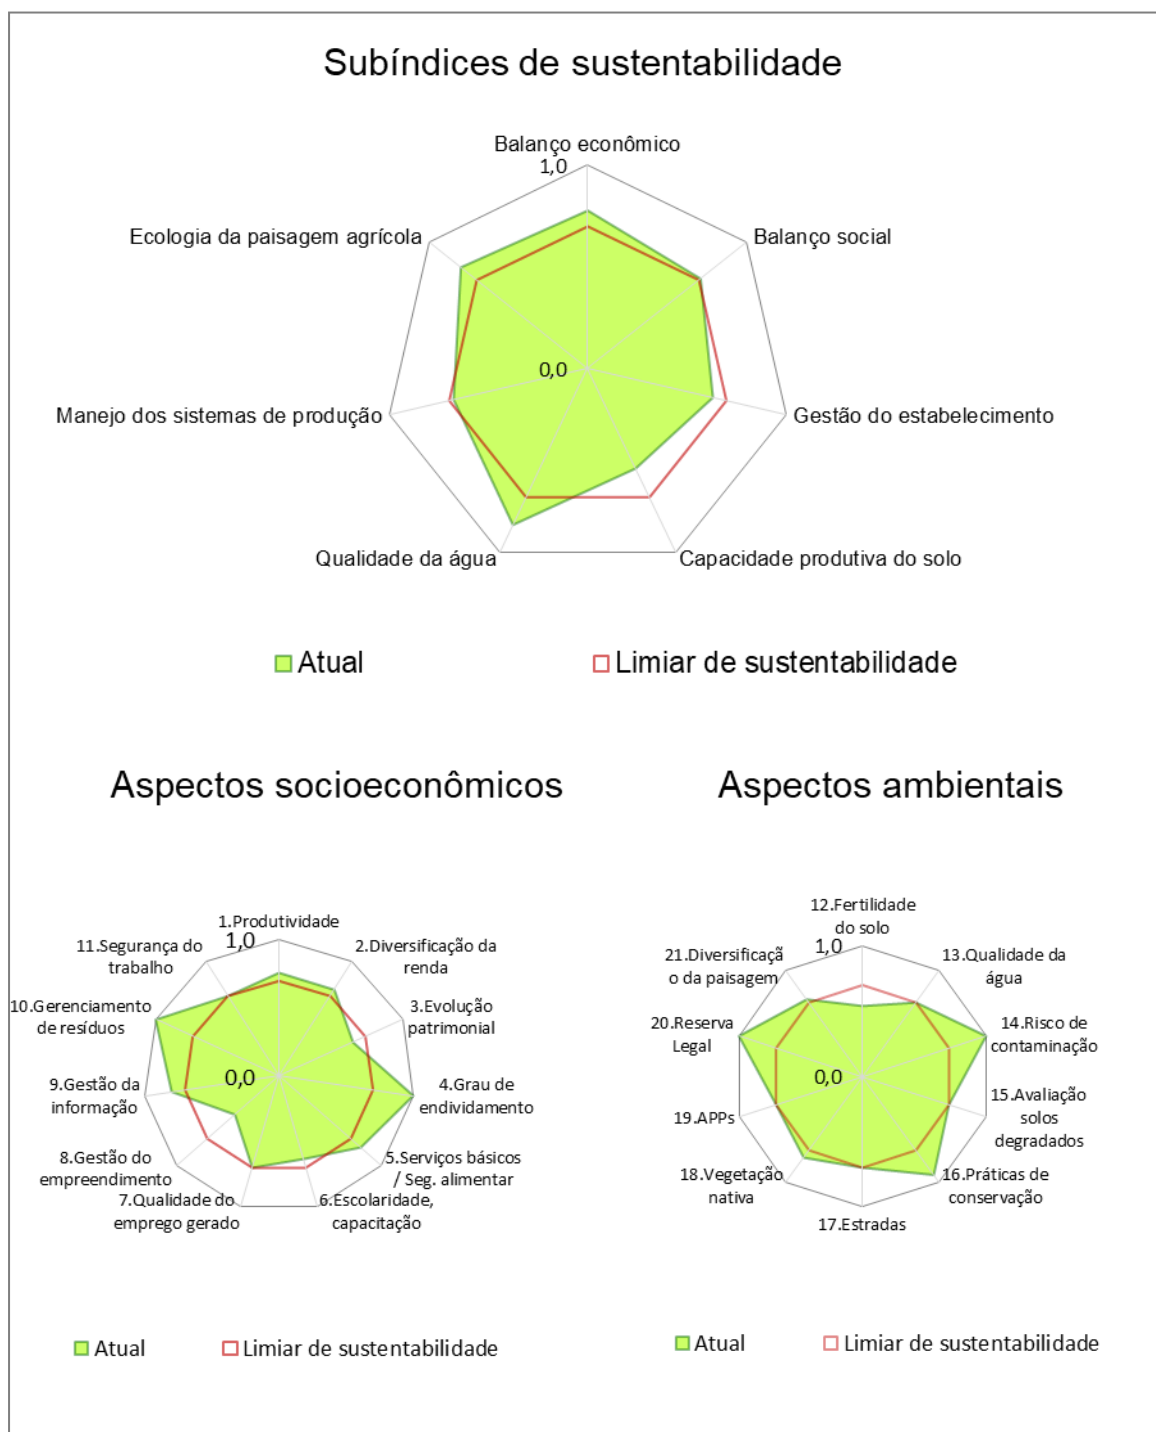 Subíndices de sustentabilidade
Balanço econômico
1,0
Ecologia da paisagem agrícola
Balanço social
0,0
Manejo dos sistemas de produção
Gestão do estabelecimento
Qualidade da água
Capacidade produtiva do solo
Atual
Limiar de sustentabilidade
Aspectos socioeconômicos
1.Produtividade
1,0
2.Diversificação da
renda
3.Evolução
patrimonial
4.Grau de
endividamento
5.Serviços básicos
/ Seg. alimentar
6.Escolaridade,
capacitação
7.Qualidade do
emprego gerado
8.Gestão do
empreendimento
9.Gestão da
informação
10.Gerenciamento
de resíduos
11.Segurança do
trabalho
0,0
Atual
Limiar de sustentabilidade
Aspectos ambientais
12.Fertilidade
do solo
1,0
13.Qualidade da
água
14.Risco de
contaminação
15.Avaliação
solos
degradados
16.Práticas de
conservação
17.Estradas
18.Vegetação
nativa
19.APPs
20.Reserva
Legal
21.Diversificaçã
o da paisagem
0,0
Atual
Limiar de sustentabilidade